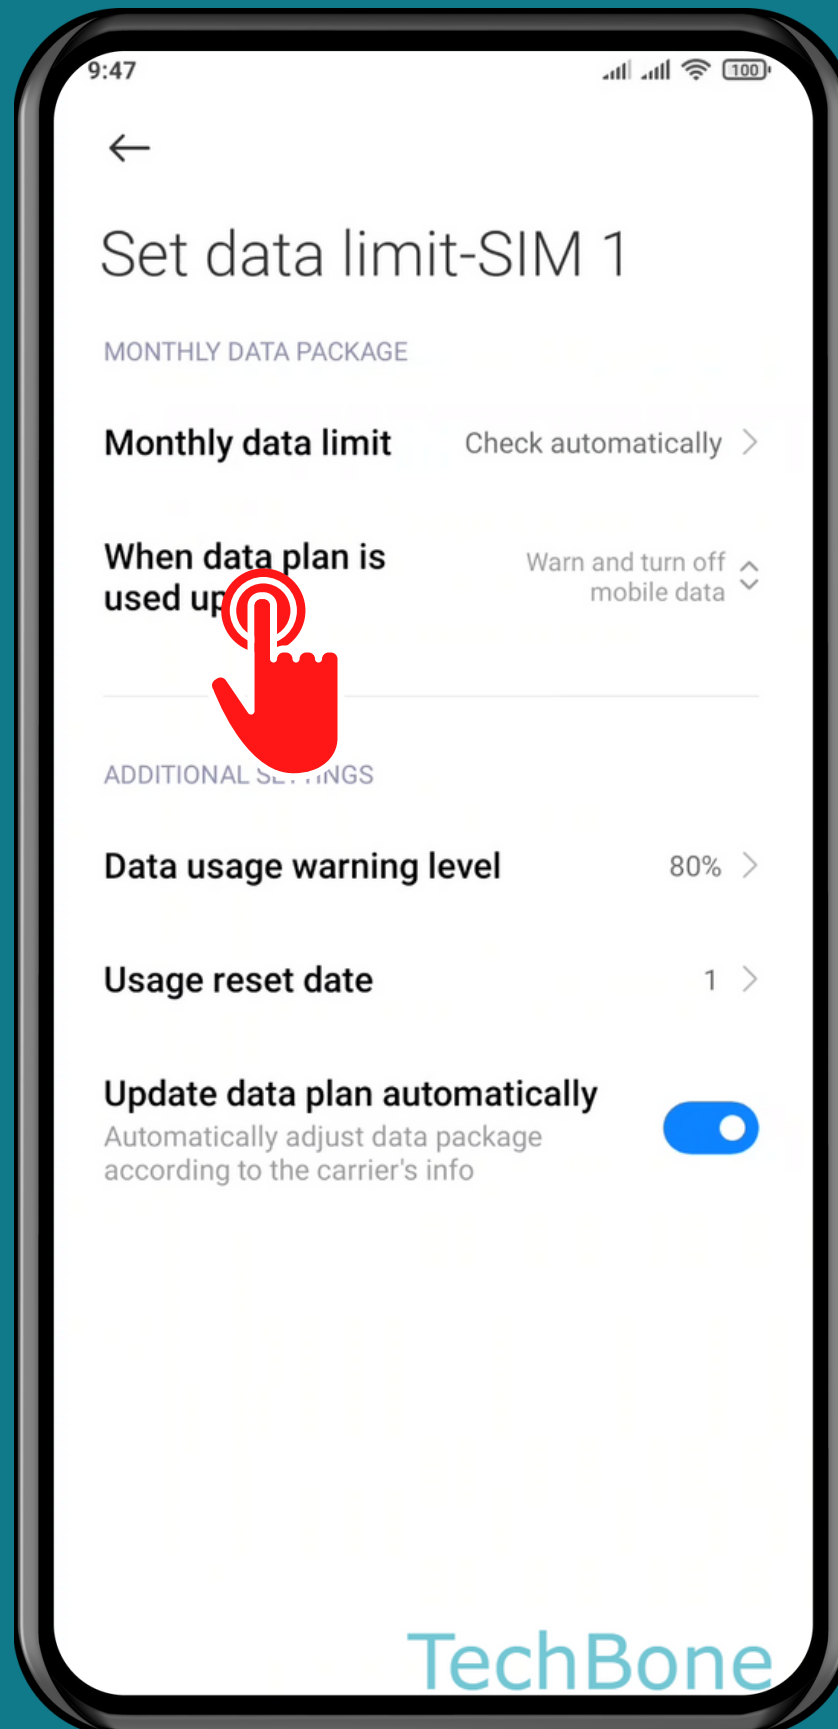 9:47
100
Set data limit-SIM 1
MONTHLY DATA PACKAGE
Monthly data limit
Check automatically
When data plan is
used up
Warn and turn off
mobile data
ADDITIONAL SETTINGS
Data usage warning level
80%
Usage reset date
1
Update data plan automatically
Automatically adjust data package
according to the carrier's info
TechBone